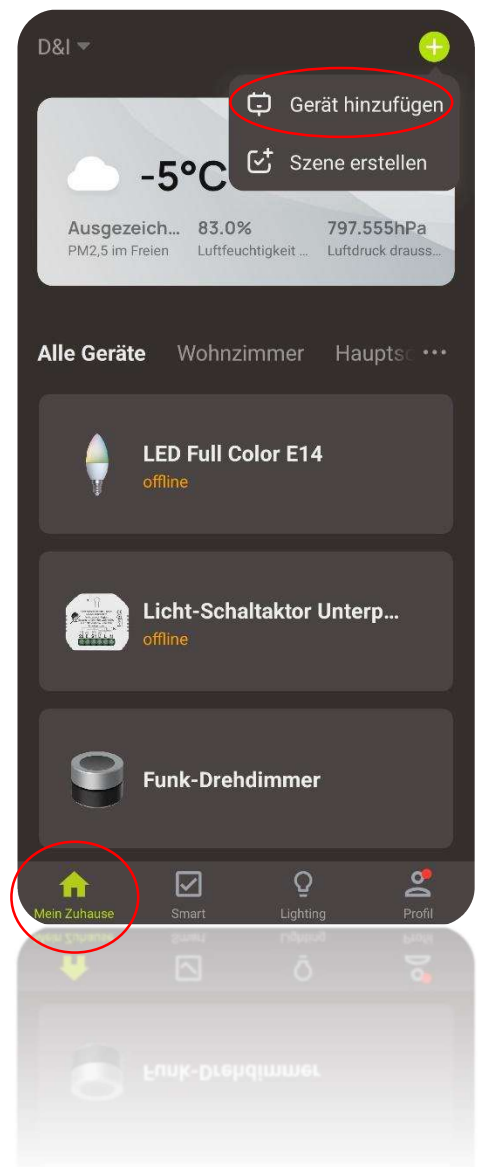 D&I
Gerät hinzufügen
Szene erstellen
-5°C
Ausgezeich... 83.0% 797.555hPa
PM2,5 im Freien Luftfeuchtigkeit ... Luftdruck drauss...
Alle Geräte Wohnzimmer Hauptsc ···
LED Full Color E14
offline
Licht-Schaltaktor Unterp...
offline
Funk-Drehdimmer
Mein Zuhause Smart Lighting Profil